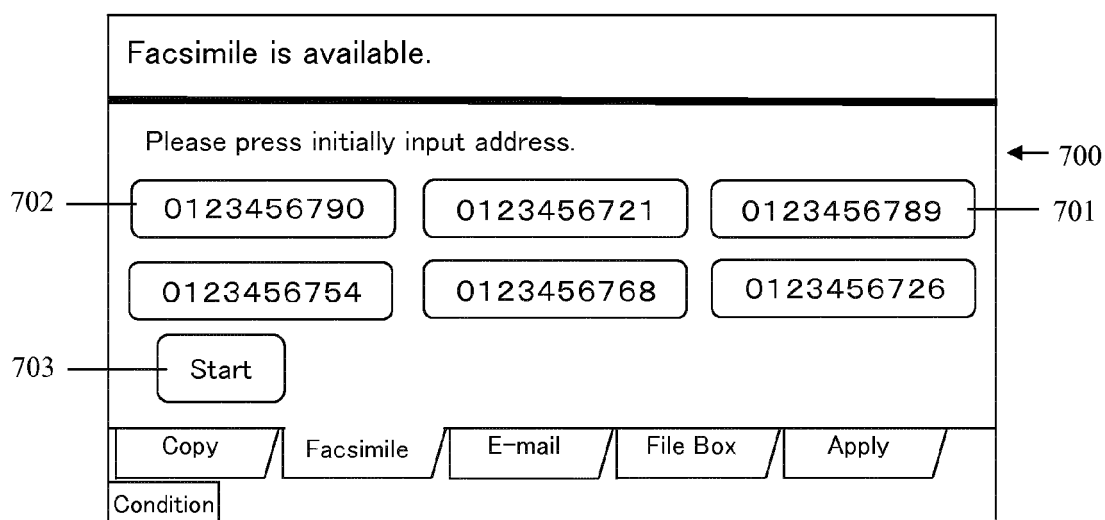 Facsimile is available.
Please press initially input address.
700
702 0123456790 0123456721 0123456789 701
0123456754 0123456768 0123456726
703 Start
Copy Facsimile E-mail File Box Apply
Condition